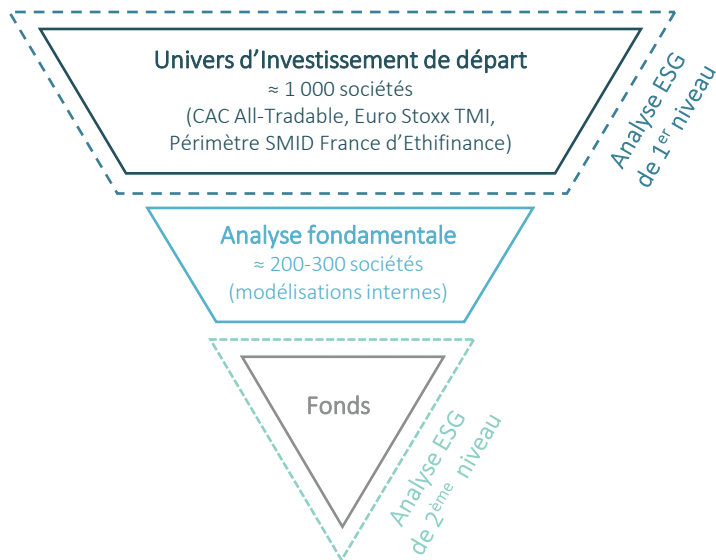 Univers d’Investissement de départ
≈ 1 000 sociétés
(CAC All-Tradable, Euro Stoxx TMI,
Périmètre SMID France d’Ethifinance)
Analyse ESG
de 1er niveau
Analyse fondamentale
≈ 200-300 sociétés
(modélisations internes)
Fonds
Analyse ESG
de 2ème niveau